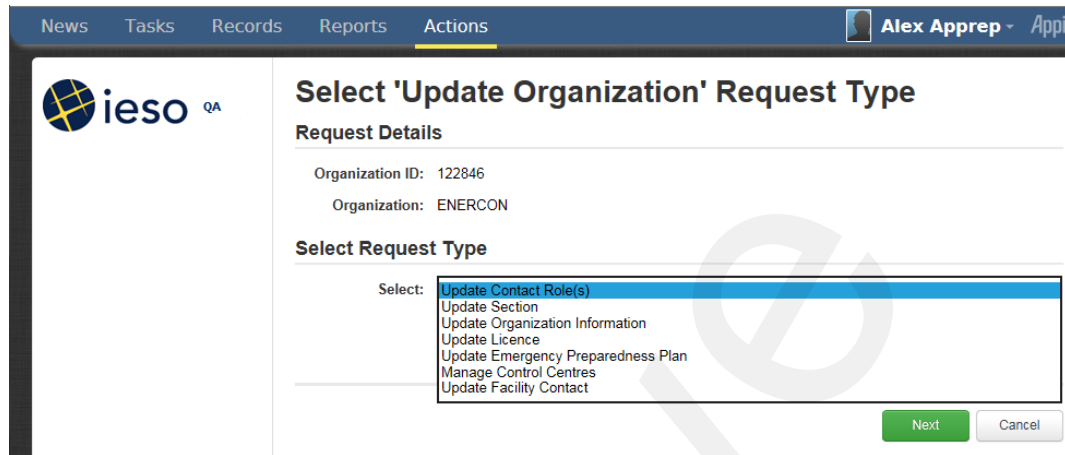 News Tasks Records Reports Actions Alex Apprep
ieso QA
Select 'Update Organization' Request Type
Request Details
Organization ID: 122846
Organization: ENERCON
Select Request Type
Select: Update Contact Role(s)
Update Section
Update Organization Information
Update Licence
Update Emergency Preparedness Plan
Manage Control Centres
Update Facility Contact
Next Cancel